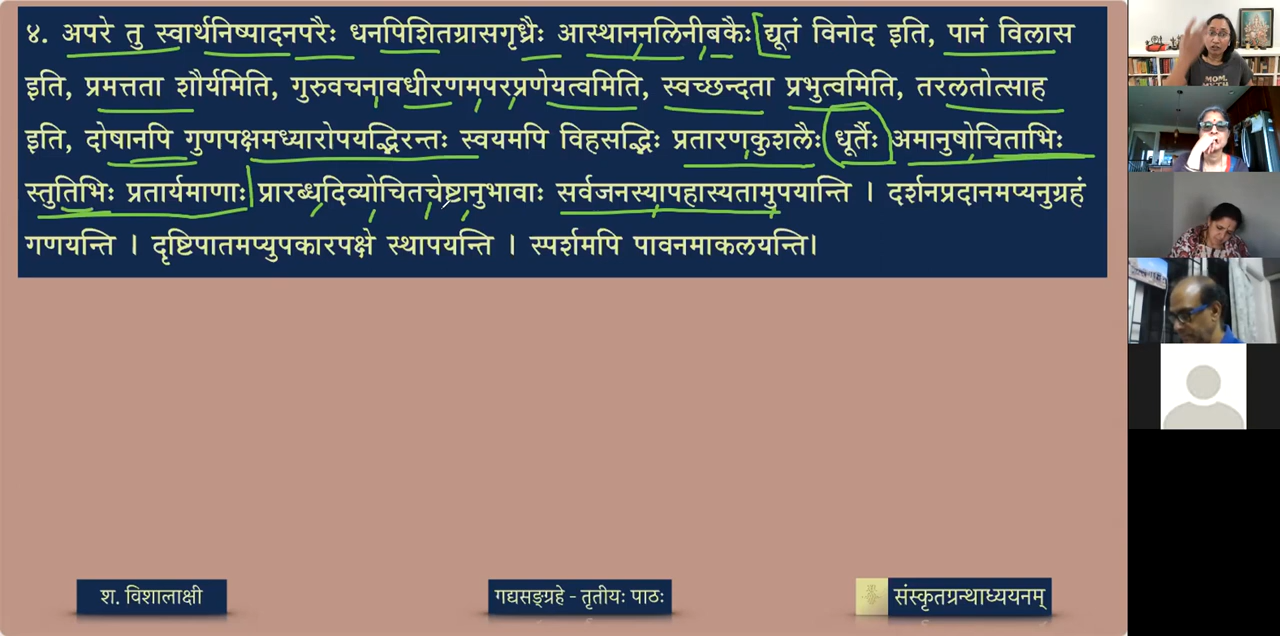 ४. अपरे तु स्वार्थनिष्पादनपरैः धनपिशितग्रासगृध्रैः आस्थाननलिनीबकैः द्यूतं विनोद इति, पानं विलास
इति, प्रमत्तता शौर्यमिति, गुरुवचनावधीरणमपरप्रणेयत्वमिति, स्वच्छन्दता प्रभुत्वमिति, तरलतोत्साह
इति, दोषानपि गुणपक्षमध्यारोपयद्भिरन्तः स्वयमपि विहसद्भिः प्रतारणकुशलैः धूर्तैः अमानुषोचिताभिः
स्तुतिभिः प्रतार्यमाणाः प्रारब्धदिव्योचितचेष्टानुभावाः सर्वजनस्यापहास्यतामुपयान्ति । दर्शनप्रदानमप्यनुग्रहं
गणयन्ति । दृष्टिपातमप्युपकारपक्षे स्थापयन्ति । स्पर्शमपि पावनमाकलयन्ति।
श. विशालाक्षी
गद्यसङ्ग्रहे - तृतीयः पाठः
संस्कृतग्रन्थाध्ययनम्
MOM,